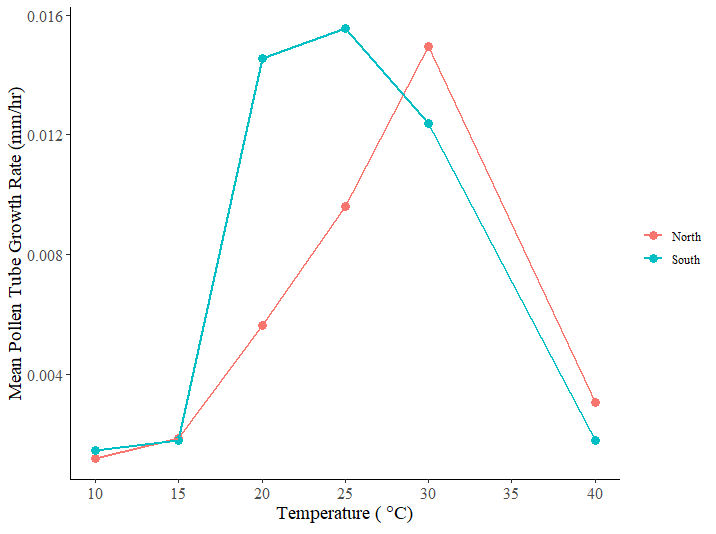 Mean Pollen Tube Growth Rate (mm/hr)
0.016
0.012
0.008
0.004
10 15 20 25 30 35 40
Temperature ( °C)
North
South